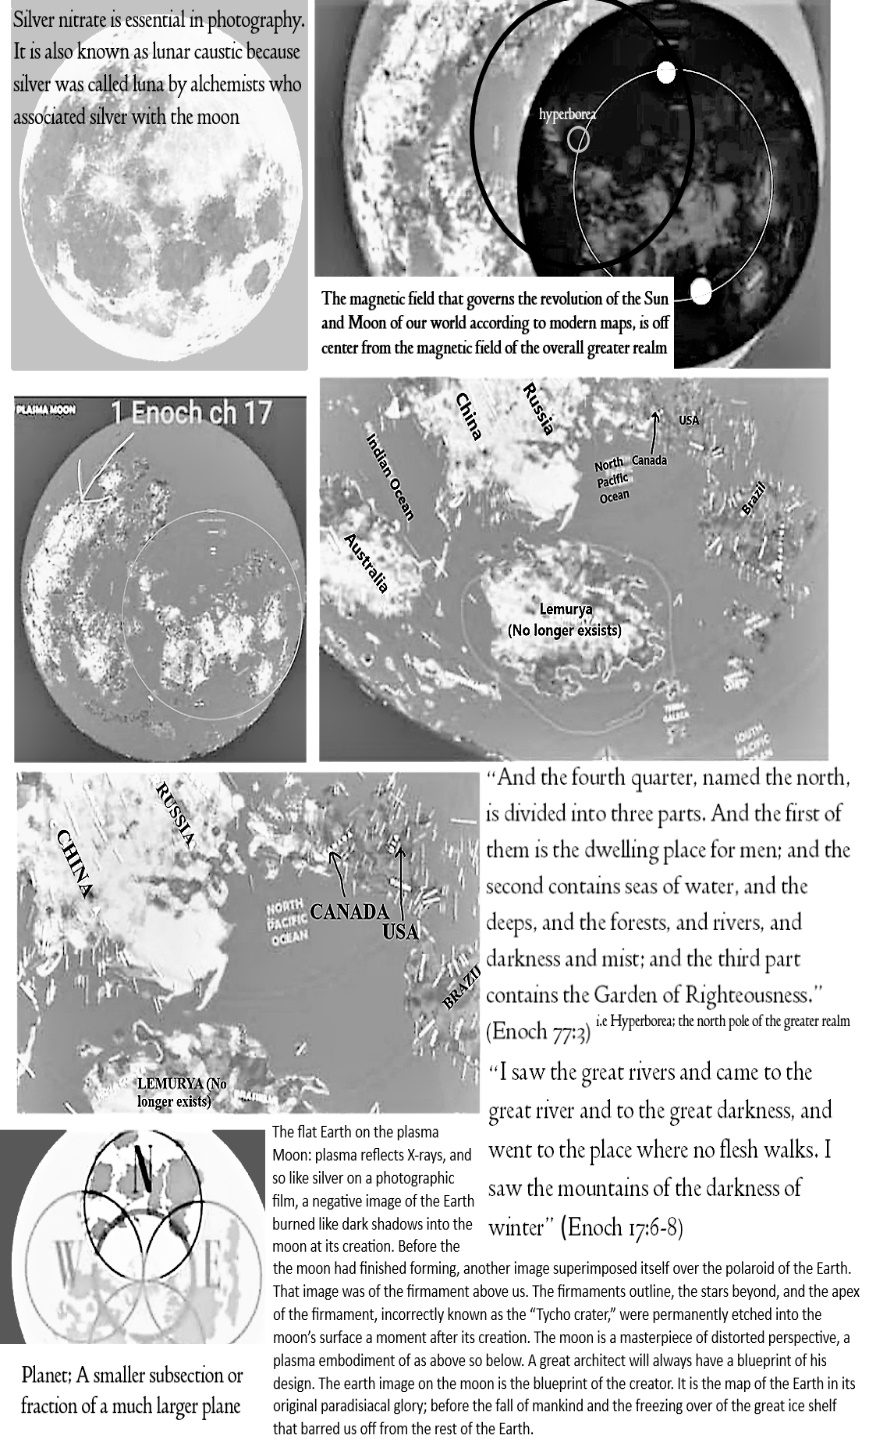 Silver nitrate is essential in photography.
It is also known as lunar caustic because
silver was called luna by alchemists who
associated silver with the moon
hyperborea
The magnetic field that governs the revolution of the Sun
and Moon of our world according to modern maps, is off
center from the magnetic field of the overall greater realm
PLASMA MOON
1 Enoch ch 17
China
Russia
USA
Canada
North
Pacific
Ocean
Indian Ocean
Brazil
Australia
Lemurya
(No longer exsists)
SOUTH
PACIFIC
RUSSIA
CHINA
NORTH
PACIFIC
OCEAN
CANADA
USA
BRAZIL
LEMURYA (No
longer exists)
“And the fourth quarter, named the north,
is divided into three parts. And the first of
them is the dwelling place for men; and the
second contains seas of water, and the
deeps, and the forests, and rivers, and
darkness and mist; and the third part
contains the Garden of Righteousness.”
(Enoch 77:3) i.e Hyperborea; the north pole of the greater realm
“I saw the great rivers and came to the
great river and to the great darkness, and
went to the place where no flesh walks. I
saw the mountains of the darkness of
winter” (Enoch 17:6-8)
N
W E
Planet; A smaller subsection or
fraction of a much larger plane
The flat Earth on the plasma
Moon: plasma reflects X-rays, and
so like silver on a photographic
film, a negative image of the Earth
burned like dark shadows into the
moon at its creation. Before the
the moon had finished forming, another image superimposed itself over the polaroid of the Earth.
That image was of the firmament above us. The firmaments outline, the stars beyond, and the apex
of the firmament, incorrectly known as the “Tycho crater,” were permanently etched into the
moon’s surface a moment after its creation. The moon is a masterpiece of distorted perspective, a
plasma embodiment of as above so below. A great architect will always have a blueprint of his
design. The earth image on the moon is the blueprint of the creator. It is the map of the Earth in its
original paradisiacal glory; before the fall of mankind and the freezing over of the great ice shelf
that barred us off from the rest of the Earth.